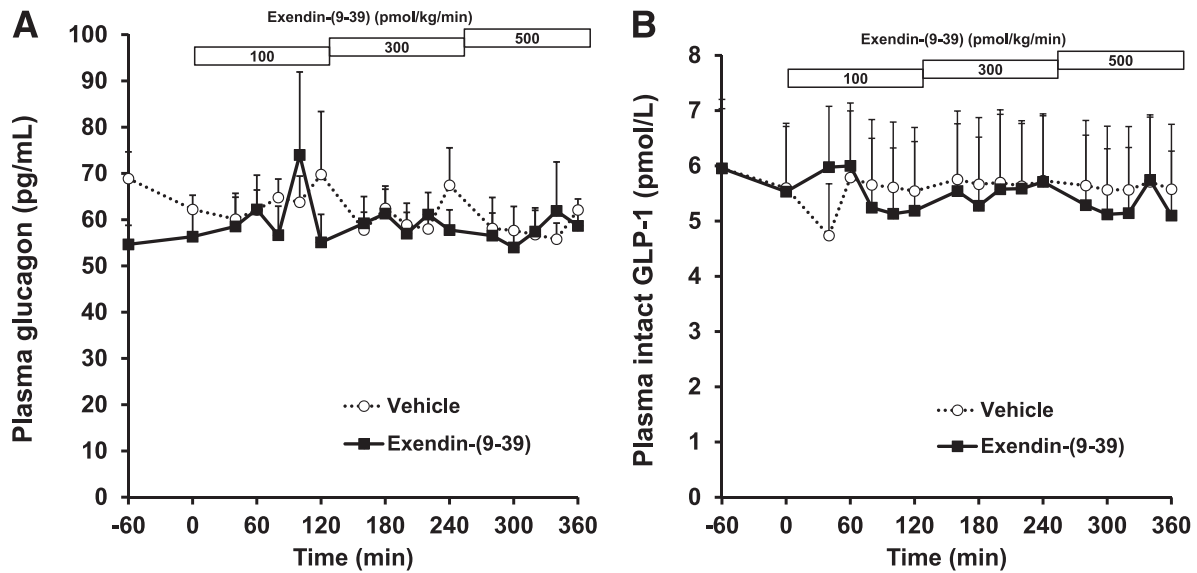 A
Exendin-(9-39) (pmol/kg/min)
100
300
500
100
90
80
70
60
50
40
30
20
10
0
Plasma glucagon (pg/mL)
Vehicle
Exendin-(9-39)
-60 0 60 120 180 240 300 360
Time (min)
B
Exendin-(9-39) (pmol/kg/min)
100
300
500
8
7
6
5
4
3
2
1
0
Plasma intact GLP-1 (pmol/L)
Vehicle
Exendin-(9-39)
-60 0 60 120 180 240 300 360
Time (min)